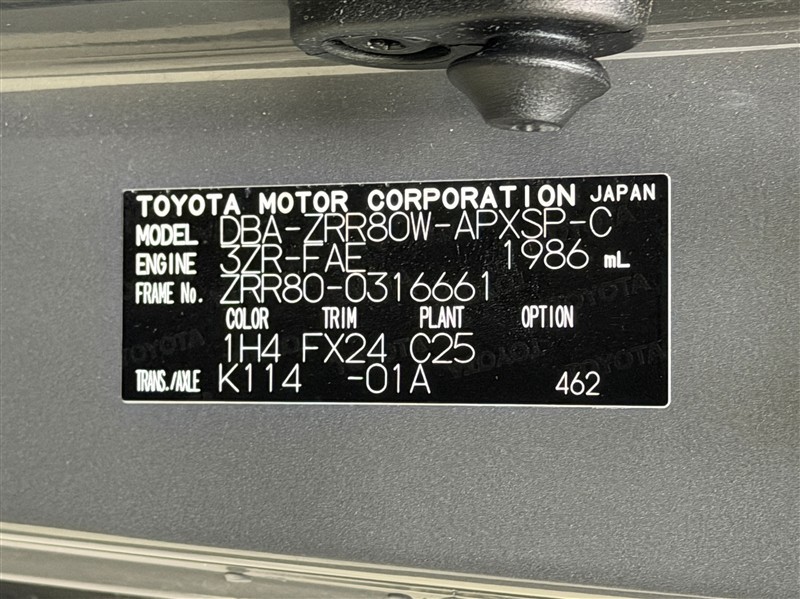 TOYOTA MOTOR CORPORATION JAPAN
MODEL DBA-ZRR80W-APXSP-C
ENGINE 3ZR-FAE 1986 mL
FRAME No. ZRR80-0316661
COLOR TRIM PLANT OPTION
1H4 FX24 C25
TRANS./AXLE K114 -01A 462